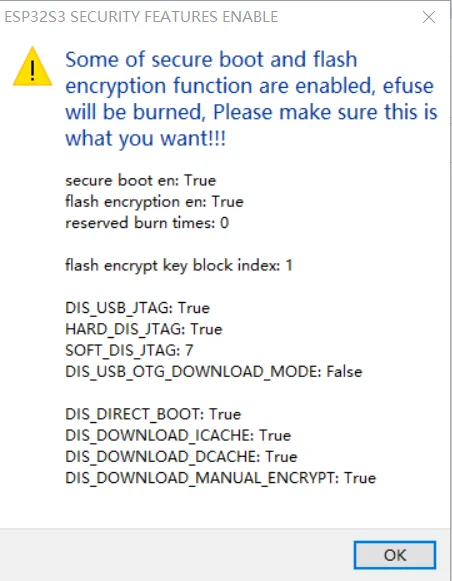 ESP32S3 SECURITY FEATURES ENABLE
Some of secure boot and flash
encryption function are enabled, efuse
will be burned, Please make sure this is
what you want!!!
secure boot en: True
flash encryption en: True
reserved burn times: 0
flash encrypt key block index: 1
DIS_USB_JTAG: True
HARD_DIS_JTAG: True
SOFT_DIS_JTAG: 7
DIS_USB_OTG_DOWNLOAD_MODE: False
DIS_DIRECT_BOOT: True
DIS_DOWNLOAD_ICACHE: True
DIS_DOWNLOAD_DCACHE: True
DIS_DOWNLOAD_MANUAL_ENCRYPT: True
OK